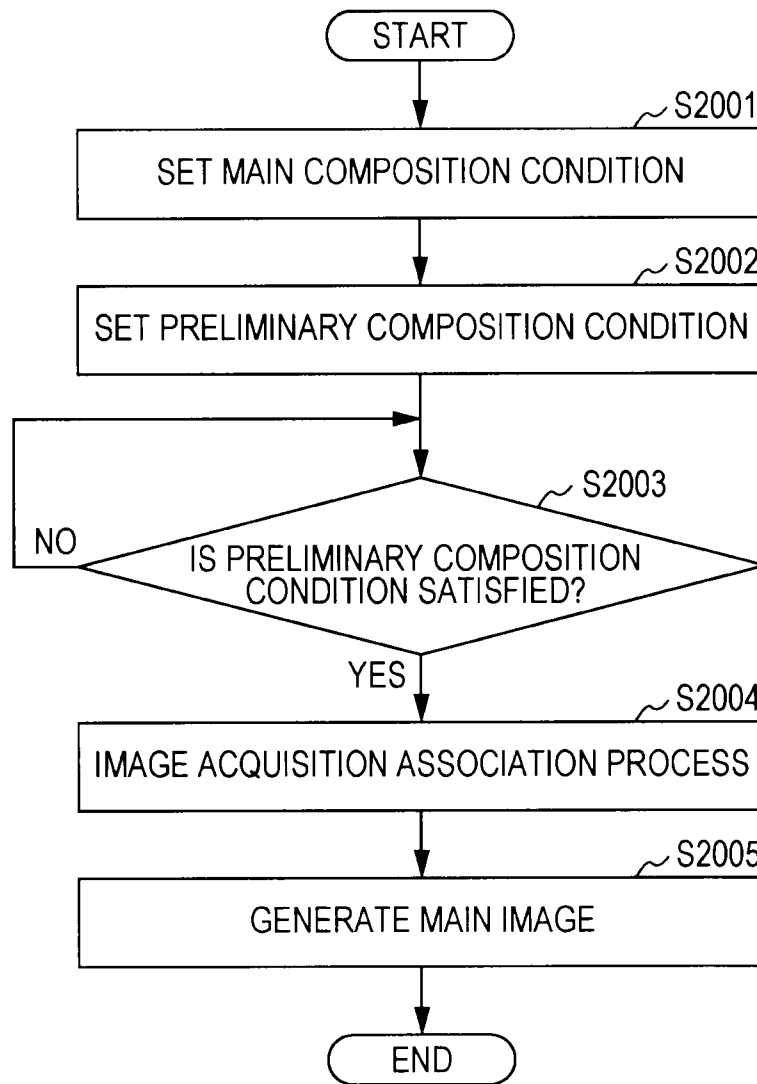 START
S2001
SET MAIN COMPOSITION CONDITION
S2002
SET PRELIMINARY COMPOSITION CONDITION
S2003
NO
IS PRELIMINARY COMPOSITION
CONDITION SATISFIED?
YES
S2004
IMAGE ACQUISITION ASSOCIATION PROCESS
S2005
GENERATE MAIN IMAGE
END